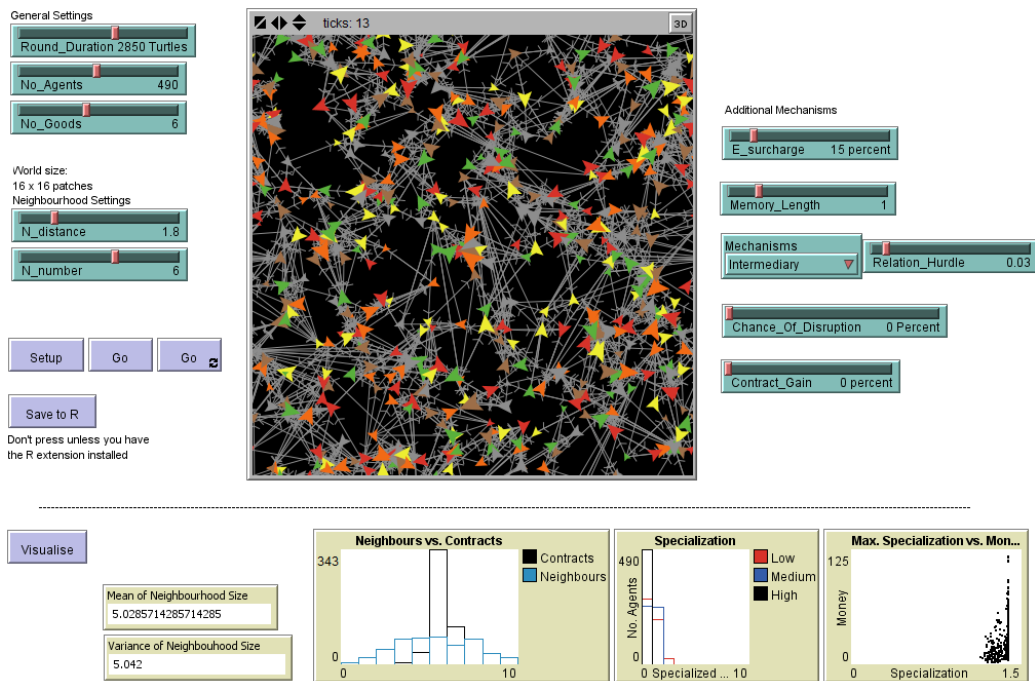 General Settings
Round_Duration 2850 Turtles
No_Agents 490
No_Goods 6
World size:
16 x 16 patches
Neighbourhood Settings
N_distance 1.8
N_number 6
Setup
Go
Go
Save to R
Don't press unless you have
the R extension installed
ticks: 13
3D
Additional Mechanisms
E_surcharge 15 percent
Memory_Length 1
Mechanisms
Intermediary
Relation_Hurdle 0.03
Chance_Of_Disruption 0 Percent
Contract_Gain 0 percent
Visualise
Mean of Neighbourhood Size
5.0285714285714285
Variance of Neighbouhood Size
5.042
Neighbours vs. Contracts
343
0
0 10
Contracts
Neighbours
Specialization
No. Agents
490
0
0 Specialized ... 10
Low
Medium
High
Max. Specialization vs. Mon...
Money
125
0
0 Specialization 1.5